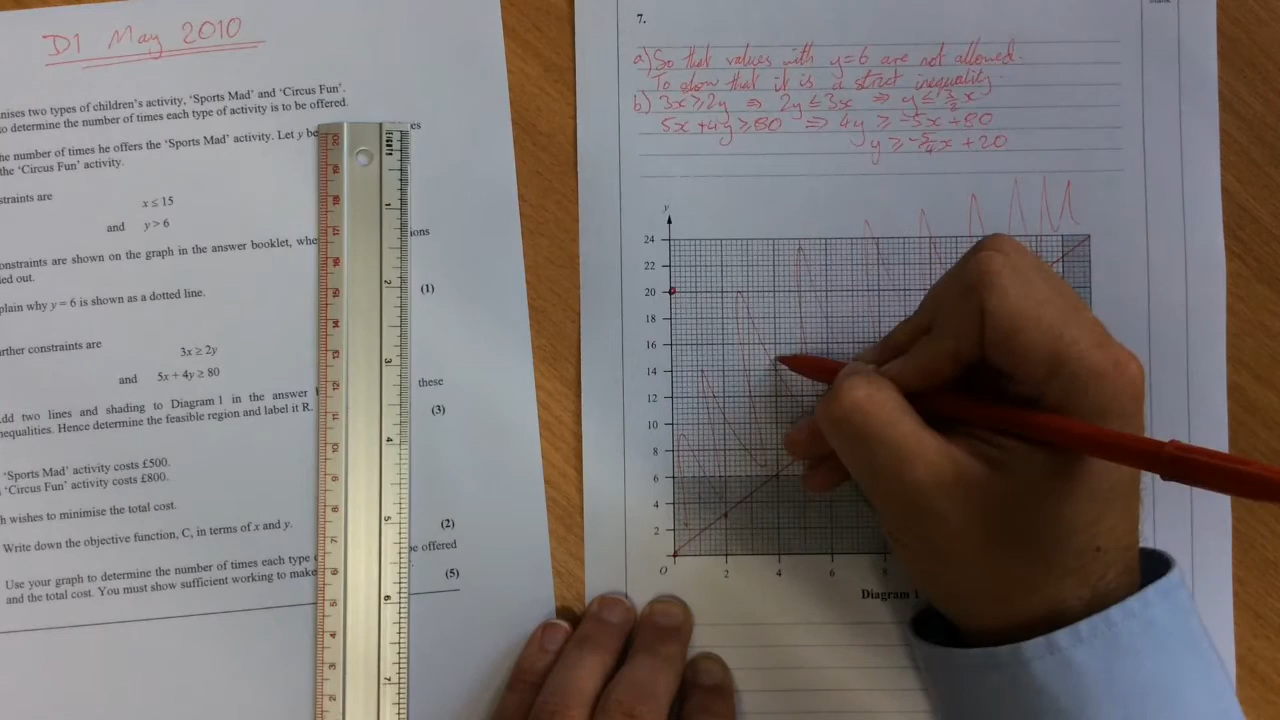 D1 May 2010
nises two types of children's activity, 'Sports Mad' and 'Circus Fun'.
o determine the number of times each type of activity is to be offered.
he number of times he offers the 'Sports Mad' activity. Let y be
es
the 'Circus Fun' activity.
straints are
x ≤ 15
and y > 6
onstraints are shown on the graph in the answer booklet, whe
ions
ed out.
plain why y = 6 is shown as a dotted line.
(1)
rther constraints are
3x ≥ 2y
and 5x + 4y ≥ 80
dd two lines and shading to Diagram 1 in the answer
these
nequalities. Hence determine the feasible region and label it R.
(3)
'Sports Mad' activity costs £500.
'Circus Fun' activity costs £800.
h wishes to minimise the total cost.
Write down the objective function, C, in terms of x and y.
(2)
Use your graph to determine the number of times each type
be offered
and the total cost. You must show sufficient working to make
(5)
7.
a) So that values with y=6 are not allowed.
To show that it is a strict inequality.
b) 3x ≥ 2y ⇒ 2y ≤ 3x ⇒ y ≤ 3/2 x
5x + 4y ≥ 80 ⇒ 4y ≥ -5x + 80
y ≥ -5/4 x + 20
y
24
22
20
18
16
14
12
10
8
6
4
2
O 2 4 6 8
Diagram 1